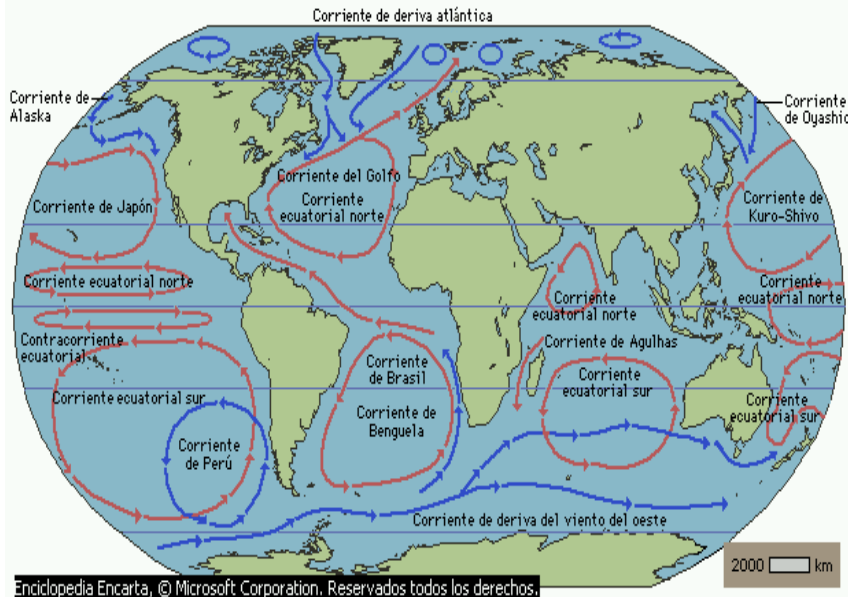 Corriente de deriva atlántica
Corriente de
Alaska
Corriente
de Oyashio
Corriente del Golfo
Corriente
ecuatorial norte
Corriente de Japón
Corriente de
Kuro-Shivo
Corriente ecuatorial norte
Corriente
ecuatorial norte
Corriente
ecuatorial norte
Contracorriente
ecuatorial
Corriente de Agulhas
Corriente
de Brasil
Corriente
ecuatorial sur
Corriente ecuatorial sur
Corriente
ecuatorial sur
Corriente de
Benguela
Corriente
de Perú
Corriente de deriva del viento del oeste
2000 km
Enciclopedia Encarta, © Microsoft Corporation. Reservados todos los derechos.